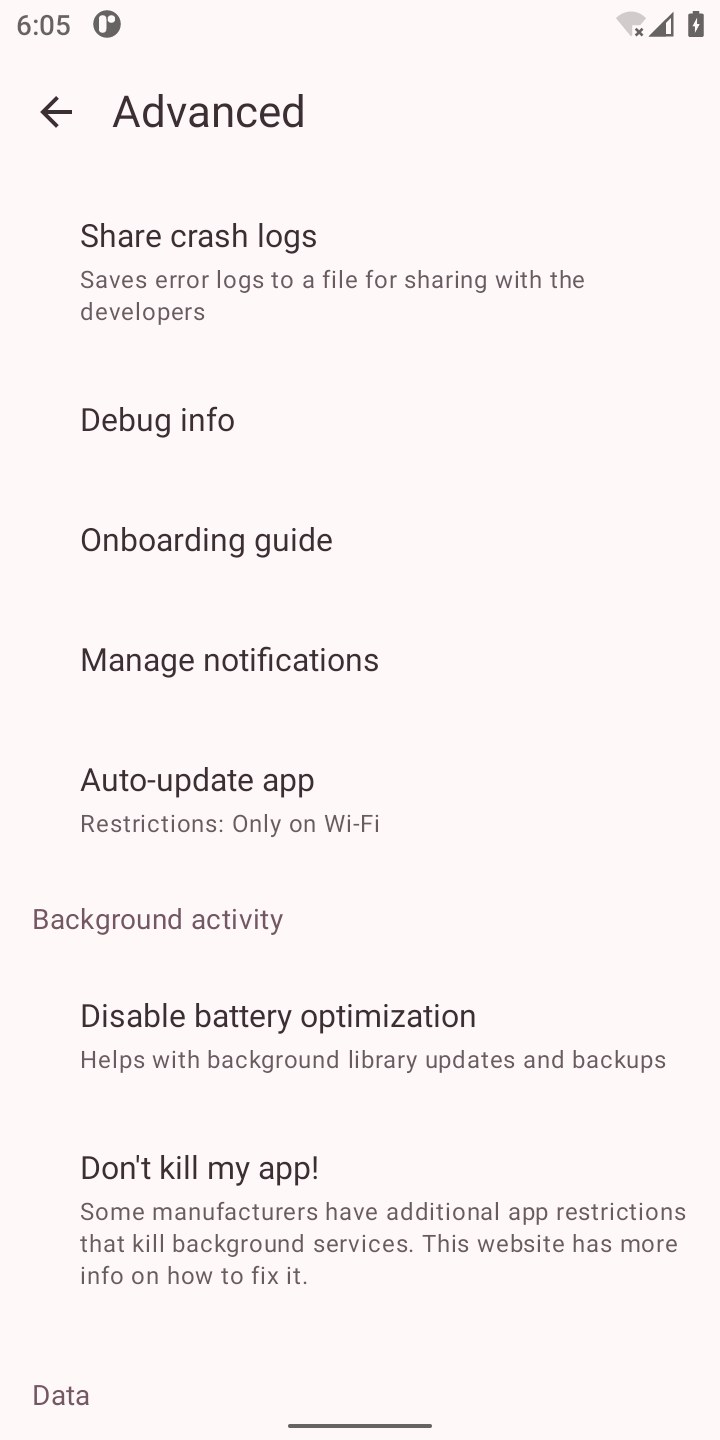 6:05
Advanced
Share crash logs
Saves error logs to a file for sharing with the
developers
Debug info
Onboarding guide
Manage notifications
Auto-update app
Restrictions: Only on Wi-Fi
Background activity
Disable battery optimization
Helps with background library updates and backups
Don't kill my app!
Some manufacturers have additional app restrictions
that kill background services. This website has more
info on how to fix it.
Data